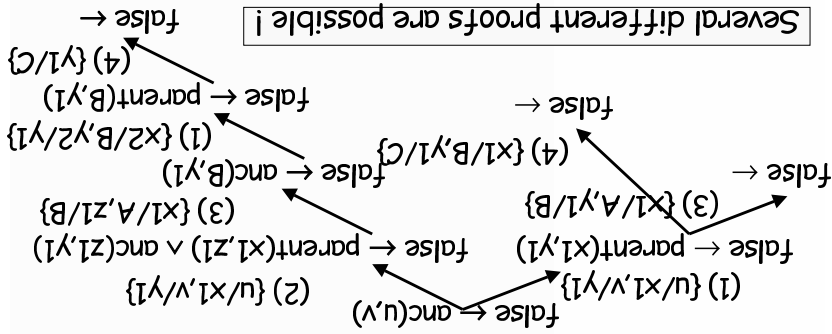 false ← anc(u,v)
(1) {u/x1,v/y1}
(2) {u/x1,v/y1}
false ← parent(x1,y1)
false ← parent(x1,z1) ∧ anc(z1,y1)
(3) {x1/A,y1/B}
(3) {x1/A,z1/B}
false ←
false ← anc(B,y1)
(4) {x1/B,y1/C}
(1) {x2/B,y2/y1}
false ←
false ← parent(B,y1)
(4) {y1/C}
Several different proofs are possible !
false ←